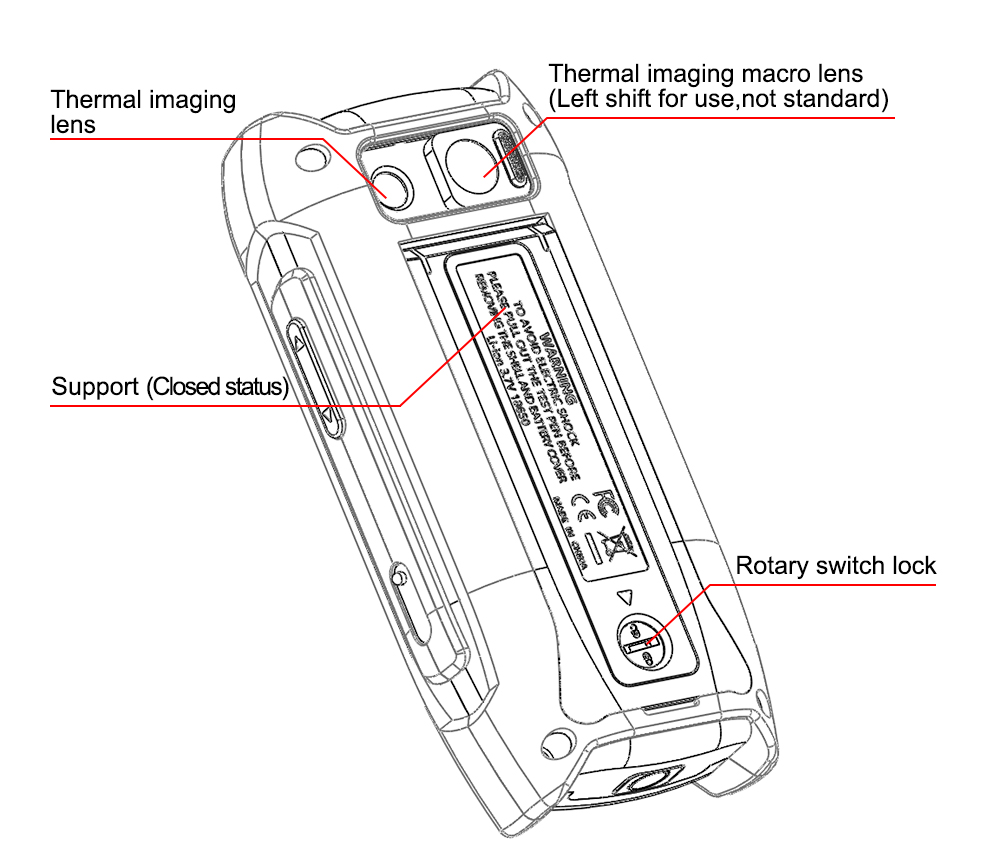 Thermal imaging macro lens
(Left shift for use,not standard)
Thermal imaging
lens
Support (Closed status)
WARNING
TO AVOID ELECTRIC SHOCK
PLEASE PULL OUT THE TEST PEN BEFORE
REMOVING THE SHELL AND BATTERY COVER
Li-ion 3.7V 18650
FC
CE
MADE IN CHINA
Rotary switch lock